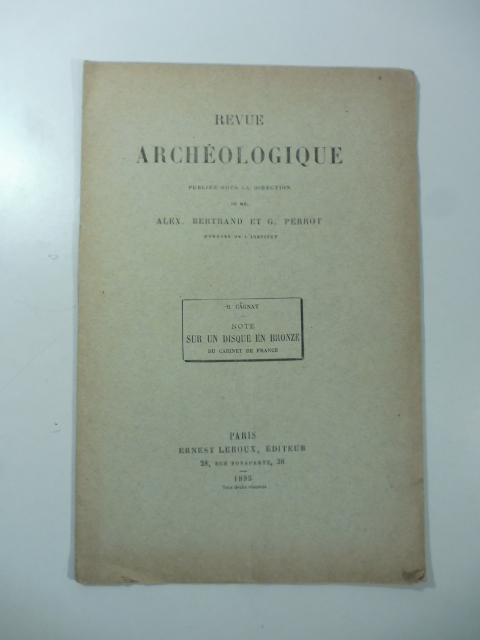 REVUE
ARCHÉOLOGIQUE
PUBLIÉE SOUS LA DIRECTION
DE MM.
ALEX. BERTRAND ET G. PERROT
MEMBRES DE L'INSTITUT
R. CAGNAT
NOTE
SUR UN DISQUE EN BRONZE
DU CABINET DE FRANCE
PARIS
ERNEST LEROUX, ÉDITEUR
28, RUE BONAPARTE, 28
1895
Tous droits réservés